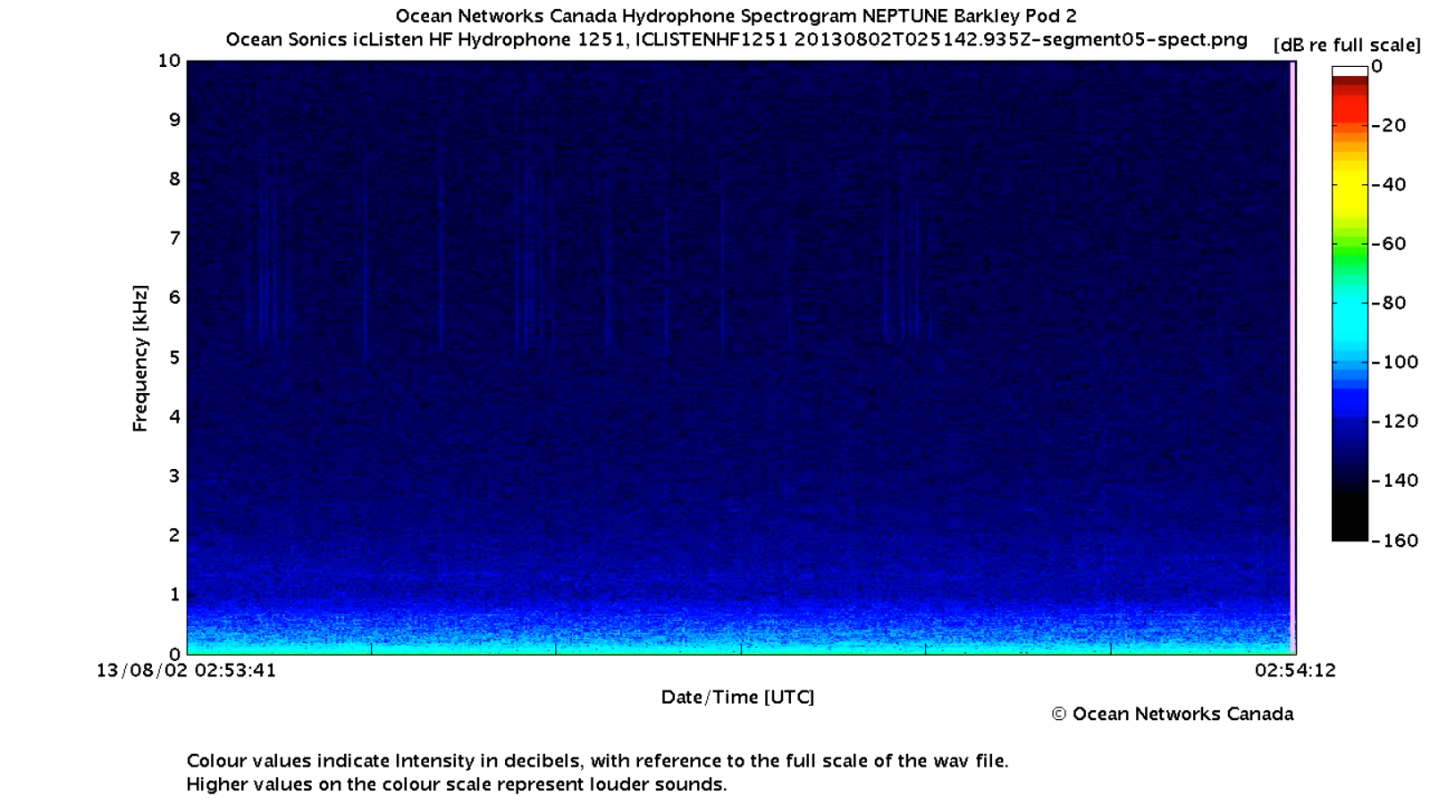 Ocean Networks Canada Hydrophone Spectrogram NEPTUNE Barkley Pod 2
Ocean Sonics icListen HF Hydrophone 1251, ICLISTENHF1251 20130802T025142.935Z-segment05-spect.png
[dB re full scale]
10
9
8
7
6
5
4
3
2
1
0
Frequency [kHz]
0
-20
-40
-60
-80
-100
-120
-140
-160
13/08/02 02:53:41
02:54:12
Date/Time [UTC]
© Ocean Networks Canada
Colour values indicate Intensity in decibels, with reference to the full scale of the wav file.
Higher values on the colour scale represent louder sounds.